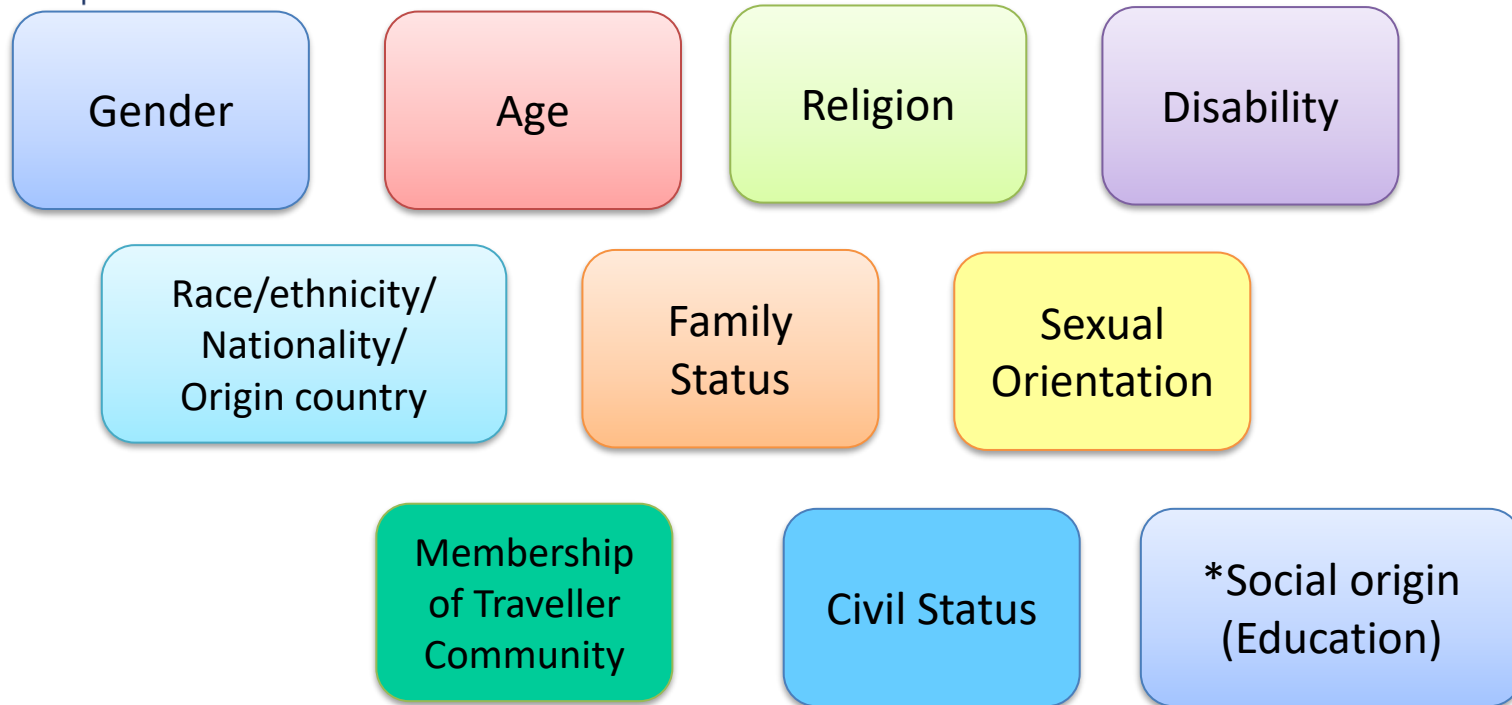 Gender
Age
Religion
Disability
Race/ethnicity/
Nationality/
Origin country
Family
Status
Sexual
Orientation
Membership
of Traveller
Community
Civil Status
*Social origin
(Education)